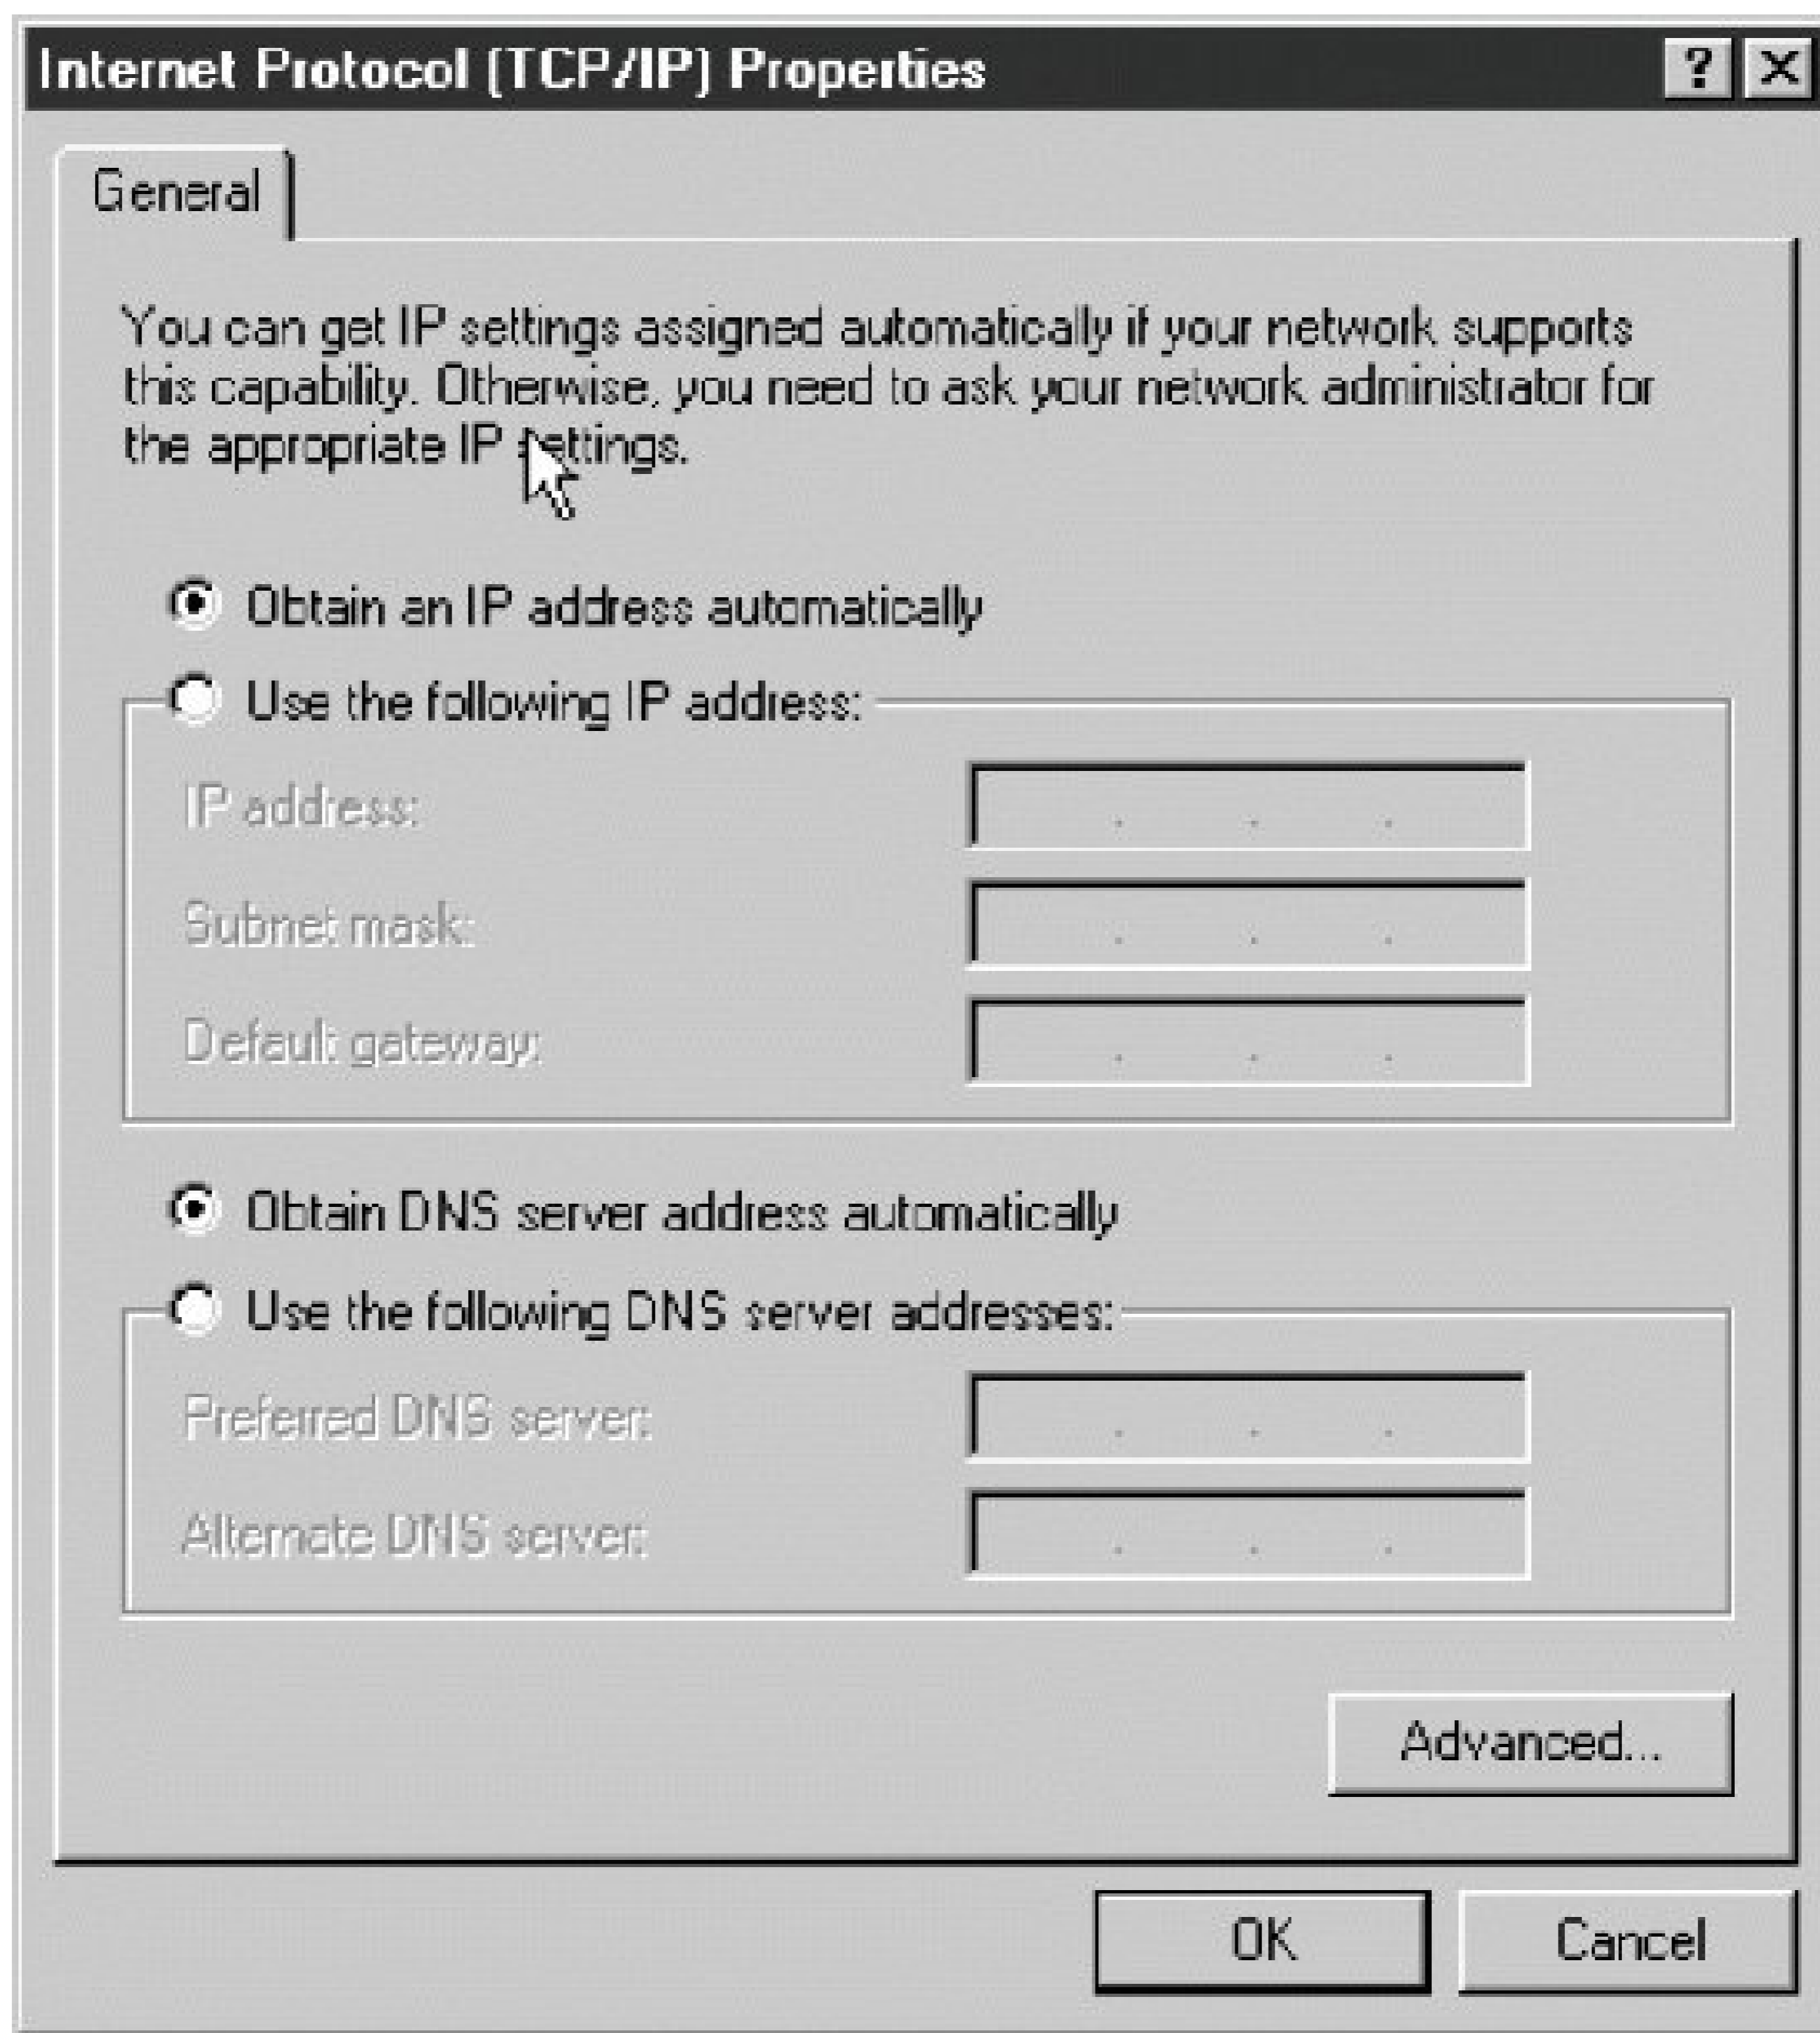 Internet Protocol (TCP/IP) Properties
General
You can get IP settings assigned automatically if your network supports
this capability. Otherwise, you need to ask your network administrator for
the appropriate IP settings.
Obtain an IP address automatically
Use the following IP address:
IP address:
Subnet mask:
Default gateway:
Obtain DNS server address automatically
Use the following DNS server addresses:
Preferred DNS server:
Alternate DNS server:
Advanced...
OK
Cancel